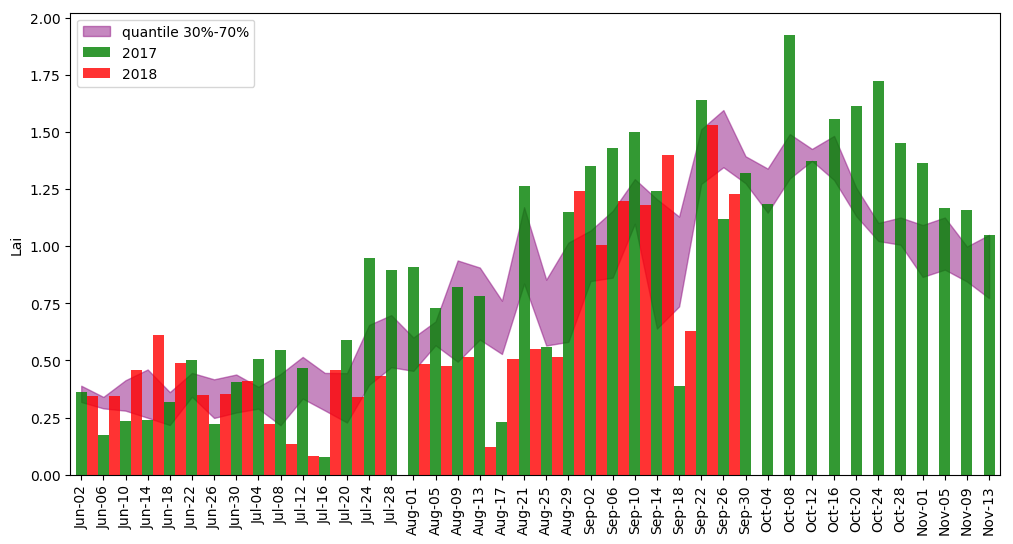 2.00
1.75
1.50
1.25
1.00
0.75
0.50
0.25
0.00
Lai
quantile 30%-70%
2017
2018
Jun-02
Jun-06
Jun-10
Jun-14
Jun-18
Jun-22
Jun-26
Jun-30
Jul-04
Jul-08
Jul-12
Jul-16
Jul-20
Jul-24
Jul-28
Aug-01
Aug-05
Aug-09
Aug-13
Aug-17
Aug-21
Aug-25
Aug-29
Sep-02
Sep-06
Sep-10
Sep-14
Sep-18
Sep-22
Sep-26
Sep-30
Oct-04
Oct-08
Oct-12
Oct-16
Oct-20
Oct-24
Oct-28
Nov-01
Nov-05
Nov-09
Nov-13